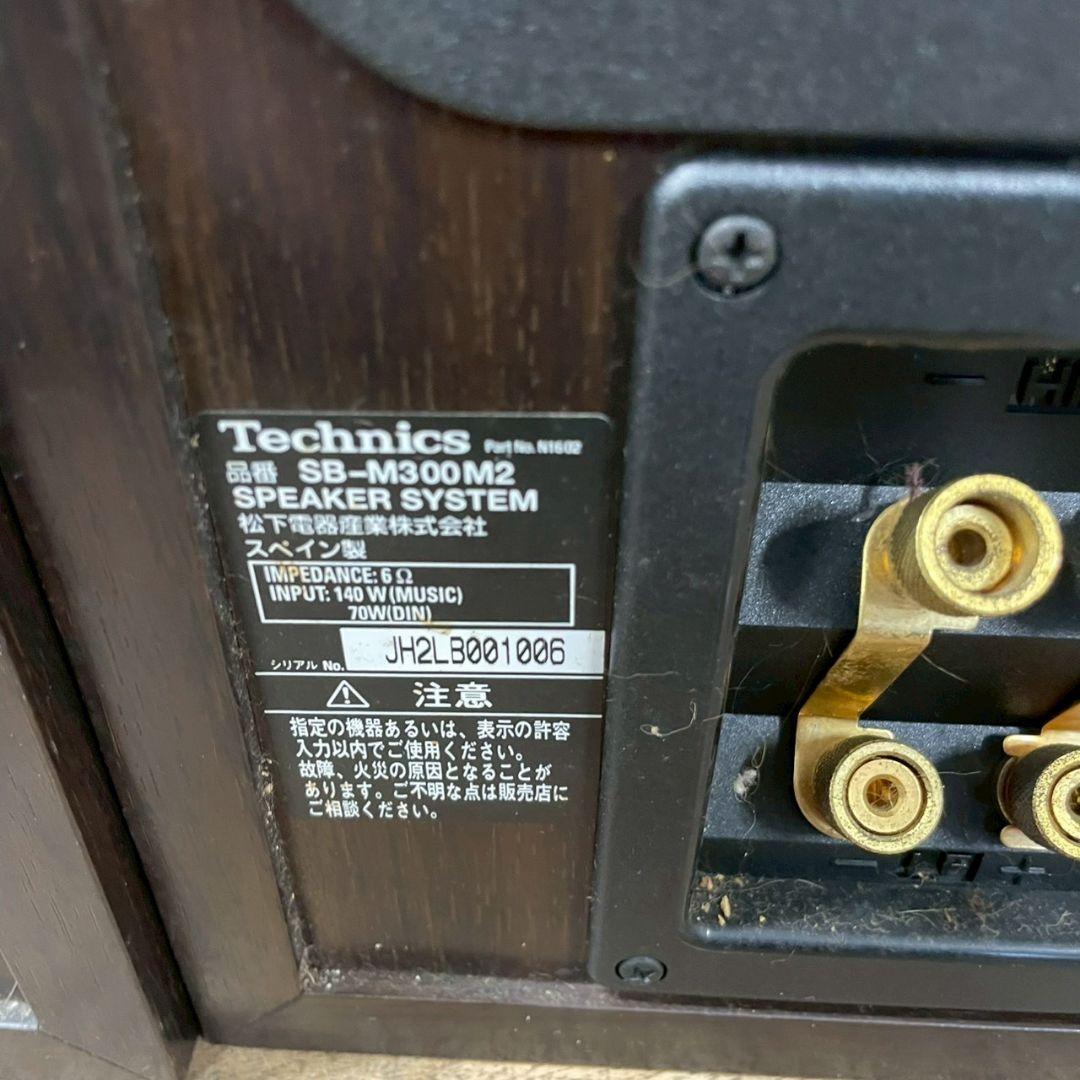 Technics Part No. N1602
品番 SB-M300M2
SPEAKER SYSTEM
松下電器産業株式会社
スペイン製
IMPEDANCE: 6Ω
INPUT: 140 W (MUSIC)
70W(DIN)
シリアル No. JH2LB001006
⚠ 注意
指定の機器あるいは、表示の許容
入力以内でご使用ください。
故障、火災の原因となることが
あります。ご不明な点は販売店に
ご相談ください。
−
− +